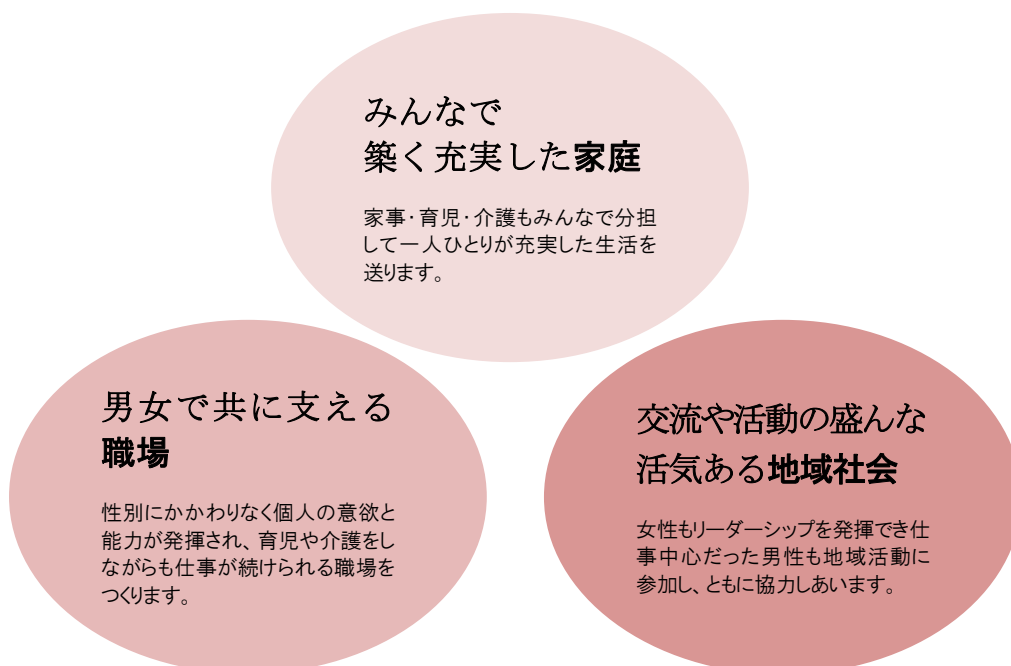 みんなで
築く充実した家庭
家事・育児・介護もみんなで分担
して一人ひとりが充実した生活を
送ります。
男女で共に支える
職場
性別にかかわりなく個人の意欲と
能力が発揮され、育児や介護をし
ながらも仕事が続けられる職場を
つくります。
交流や活動の盛んな
活気ある地域社会
女性もリーダーシップを発揮でき仕
事中心だった男性も地域活動に
参加し、ともに協力しあいます。